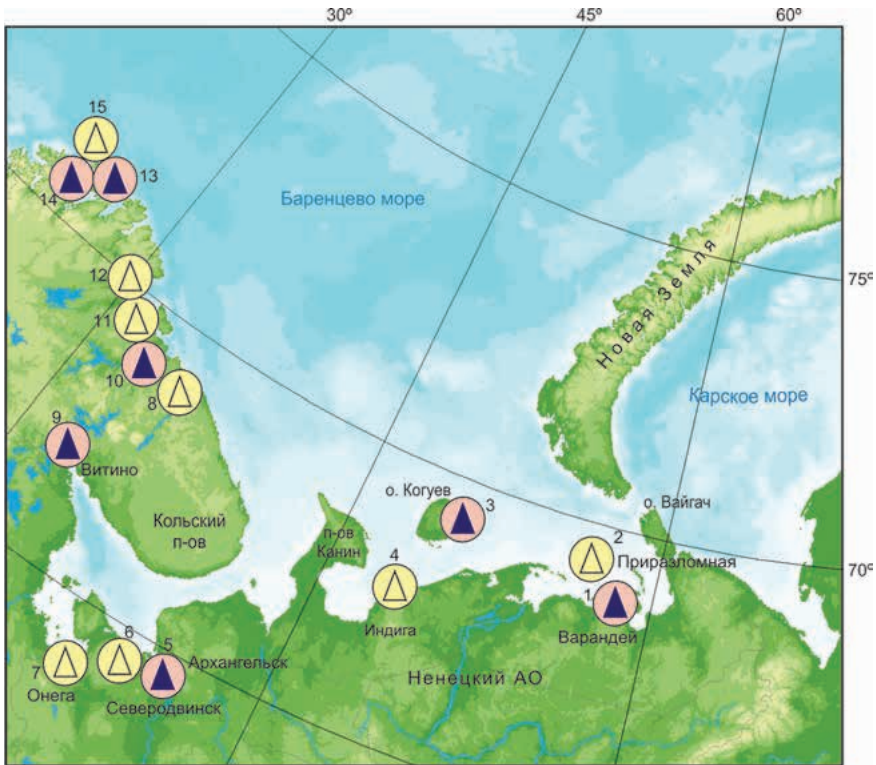 30º
45º
60º
15
14
13
Баренцево море
12
75º
11
Новая Земля
10
8
Карское море
9
Витино
о. Когуев
3
о. Вайгач
Кольский
п-ов
п-ов
Канин
2
Приразломная
4
70º
1
Индига
Варандей
6
5
Архангельск
7
Онега
Северодвинск
Ненецкий АО